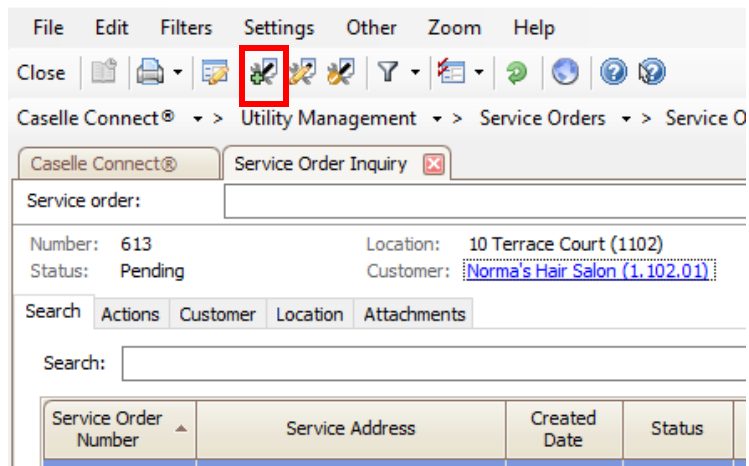 File Edit Filters Settings Other Zoom Help
Close
Caselle Connect® > Utility Management > Service Orders > Service O
Caselle Connect® Service Order Inquiry
Service order:
Number: 613 Location: 10 Terrace Court (1102)
Status: Pending Customer: Norma's Hair Salon (1.102.01)
Search Actions Customer Location Attachments
Search:
Service Order Number Service Address Created Date Status